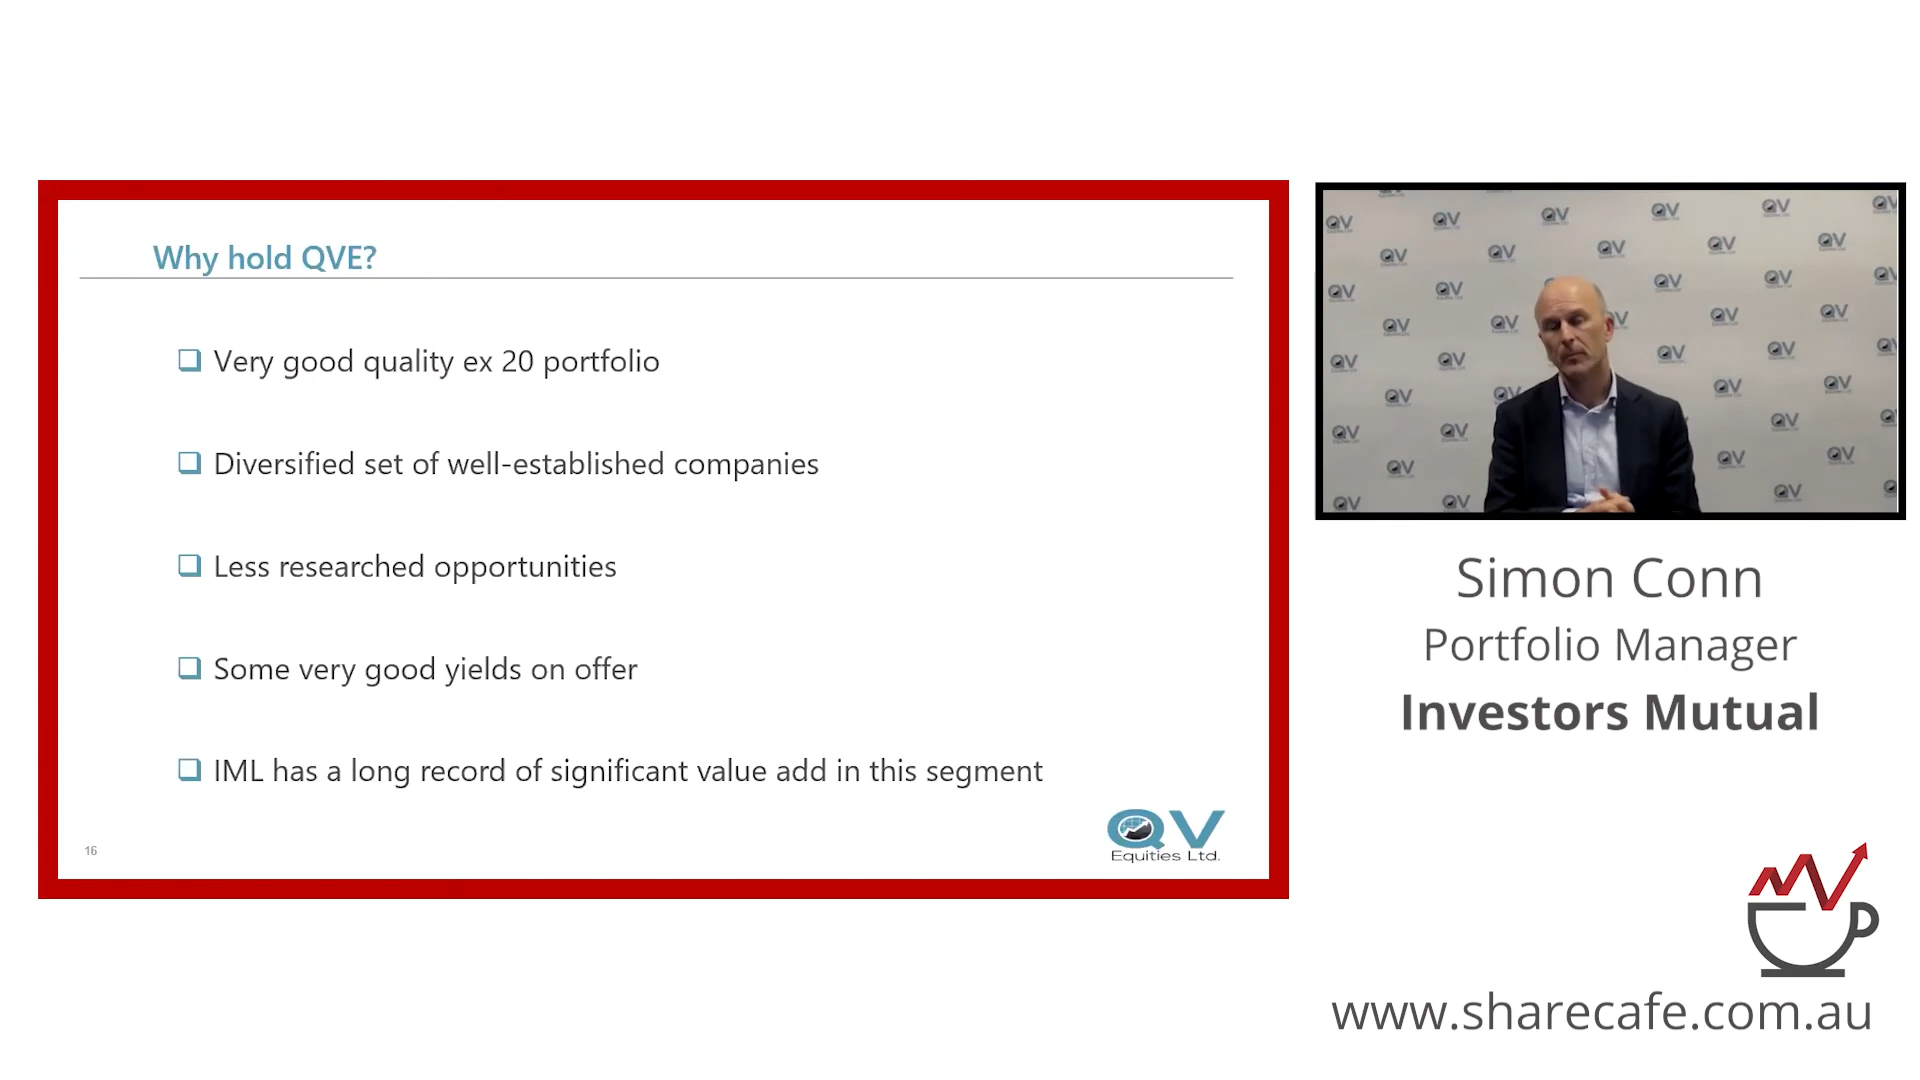 Why hold QVE?
Very good quality ex 20 portfolio
Diversified set of well-established companies
Less researched opportunities
Some very good yields on offer
IML has a long record of significant value add in this segment
16
QV
Equities Ltd.
QV
Simon Conn
Portfolio Manager
Investors Mutual
www.sharecafe.com.au